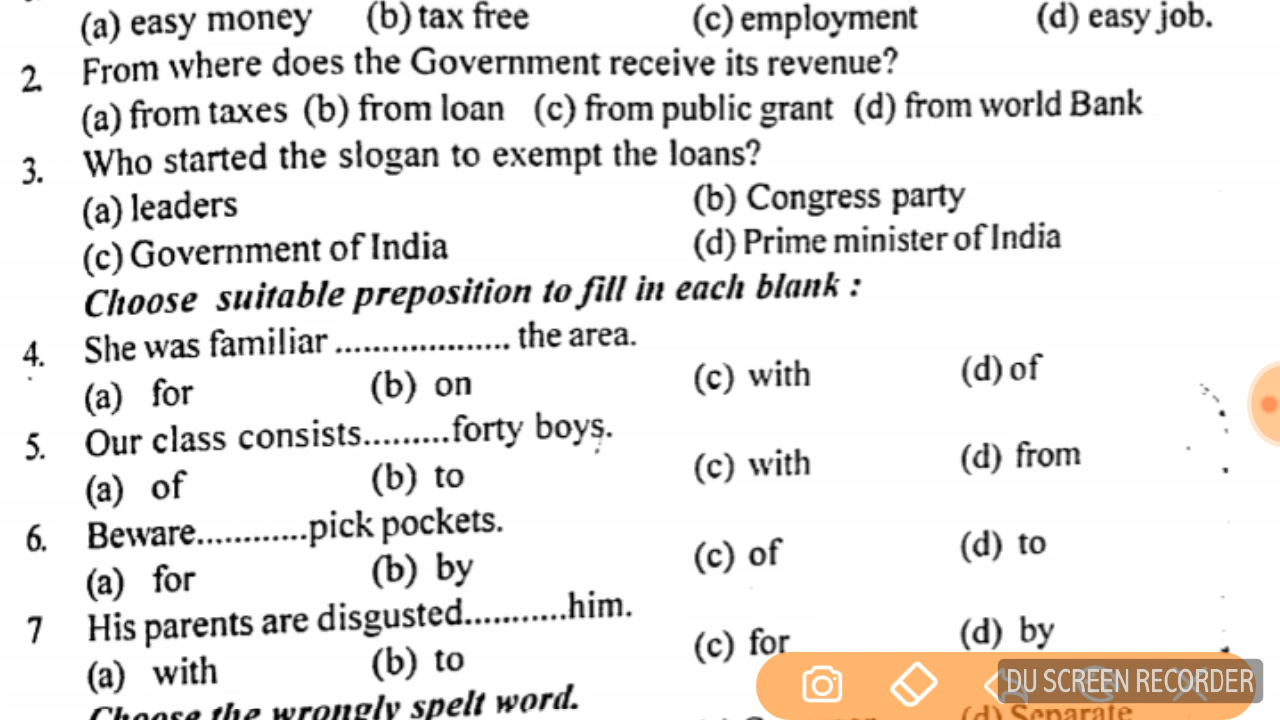 (a) easy money (b) tax free (c) employment (d) easy job.
2 From where does the Government receive its revenue?
(a) from taxes (b) from loan (c) from public grant (d) from world Bank
3. Who started the slogan to exempt the loans?
(a) leaders (b) Congress party
(c) Government of India (d) Prime minister of India
Choose suitable preposition to fill in each blank :
4. She was familiar ................... the area.
(a) for (b) on (c) with (d) of
5. Our class consists.........forty boys.
(a) of (b) to (c) with (d) from
6. Beware............pick pockets.
(a) for (b) by (c) of (d) to
7 His parents are disgusted...........him.
(a) with (b) to (c) for (d) by
Choose the wrongly spelt word.
(d) Separate
DU SCREEN RECORDER